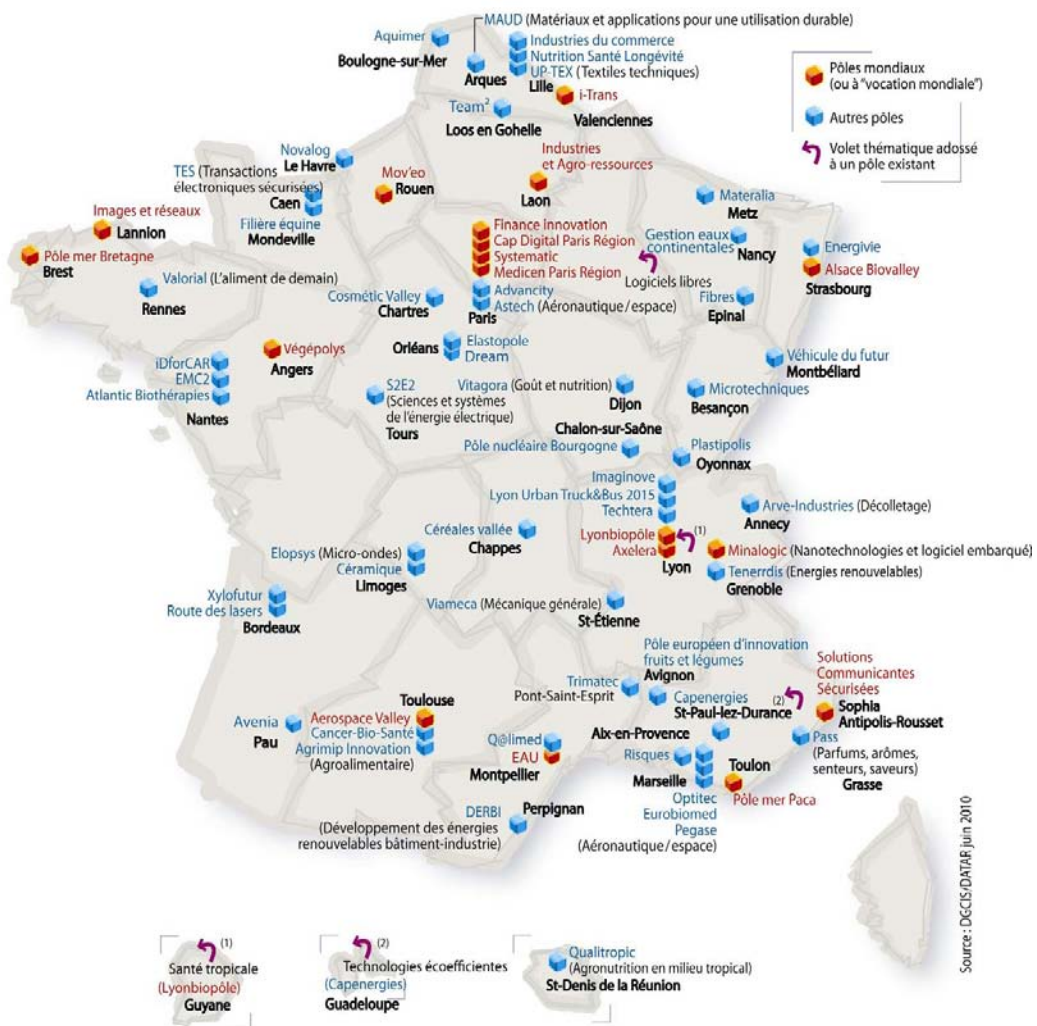 MAUD (Matériaux et applications pour une utilisation durable)
Aquimer
Boulogne-sur-Mer
Arques
Industries du commerce
Nutrition Santé Longévité
UP-TEX (Textiles techniques)
Lille
i-Trans
Valenciennes
Team²
Loos en Gohelle
Pôles mondiaux
(ou à "vocation mondiale")
Autres pôles
Volet thématique adossé
à un pôle existant
Novalog
Le Havre
TES (Transactions
électroniques sécurisées)
Caen
Filière équine
Mondeville
Mov'eo
Rouen
Industries
et Agro-ressources
Laon
Materalia
Metz
Images et réseaux
Lannion
Pôle mer Bretagne
Brest
Valorial (L'aliment de demain)
Rennes
Finance Innovation
Cap Digital Paris Région
Systematic
Medicen Paris Région
Logiciels libres
Advancity
Astech (Aéronautique/espace)
Paris
Gestion eaux
continentales
Nancy
Energivie
Alsace Biovalley
Strasbourg
Cosmétic Valley
Chartres
Fibres
Epinal
Orléans
Elastopole
Dream
Végépolys
Angers
iDforCAR
EMC2
Atlantic Biothérapies
Nantes
S2E2
(Sciences et systèmes
de l'énergie électrique)
Tours
Vitagora (Goût et nutrition)
Dijon
Véhicule du futur
Montbéliard
Microtechniques
Besançon
Chalon-sur-Saône
Pôle nucléaire Bourgogne
Plastipolis
Oyonnax
Imaginove
Lyon Urban Truck&Bus 2015
Techtera
Lyonbiopôle
(1)
Axelera
Lyon
Arve-Industries (Décolletage)
Annecy
Céréales vallée
Chappes
Elopsys (Micro-ondes)
Céramique
Limoges
Minalogic (Nanotechnologies et logiciel embarqué)
Tenerrdis (Energies renouvelables)
Grenoble
Xylofutur
Route des lasers
Bordeaux
Viameca (Mécanique générale)
St-Étienne
Pôle européen d'innovation
fruits et légumes
Avignon
Trimatec
Pont-Saint-Esprit
Capenergies
(2)
St-Paul-lez-Durance
Solutions
Communicantes
Sécurisées
Sophia
Antipolis-Rousset
Avenia
Pau
Toulouse
Aerospace Valley
Cancer-Bio-Santé
Agrimip Innovation
(Agroalimentaire)
Q@limed
EAU
Montpellier
Aix-en-Provence
Risques
Marseille
Optitec
Eurobiomed
Pegase
(Aéronautique/espace)
Toulon
Pôle mer Paca
Pass
(Parfums, arômes,
senteurs, saveurs)
Grasse
Perpignan
DERBI
(Développement des énergies
renouvelables bâtiment-industrie)
Source : DGCIS/DATAR juin 2010
(1)
Santé tropicale
(Lyonbiopôle)
Guyane
(2)
Technologies écoefficientes
(Capenergies)
Guadeloupe
Qualitropic
(Agronutrition en milieu tropical)
St-Denis de la Réunion